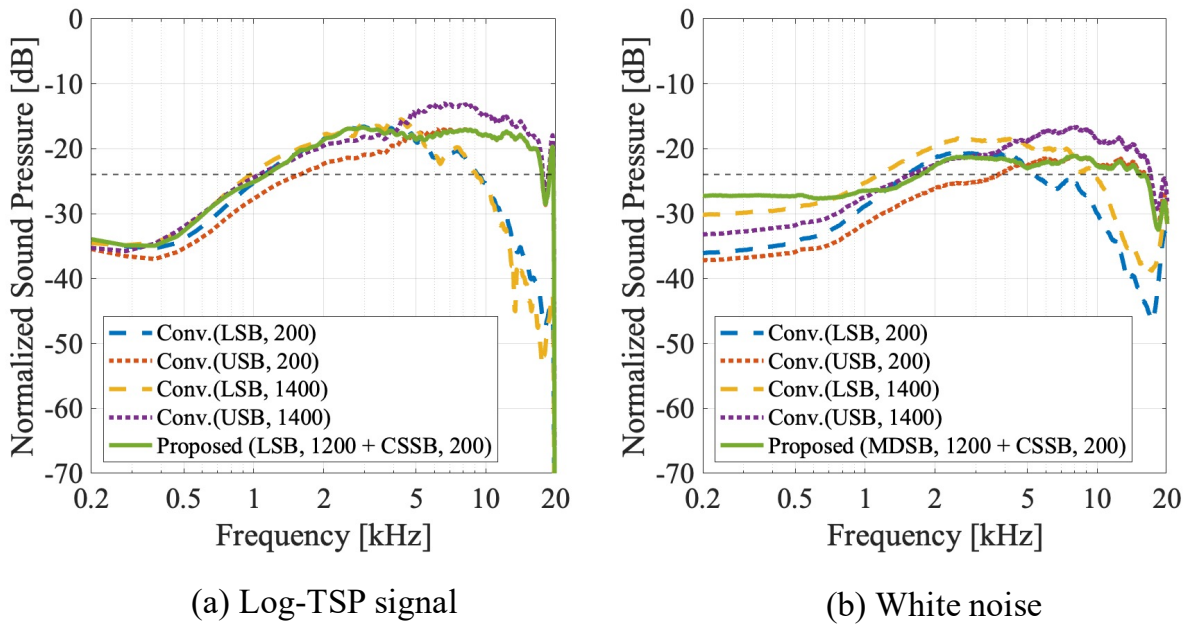 Normalized Sound Pressure [dB]
0
-10
-20
-30
-40
-50
-60
-70
Conv.(LSB, 200)
Conv.(USB, 200)
Conv.(LSB, 1400)
Conv.(USB, 1400)
Proposed (LSB, 1200 + CSSB, 200)
0.2 0.5 1 2 5 10 20
Frequency [kHz]
(a) Log-TSP signal
Normalized Sound Pressure [dB]
0
-10
-20
-30
-40
-50
-60
-70
Conv.(LSB, 200)
Conv.(USB, 200)
Conv.(LSB, 1400)
Conv.(USB, 1400)
Proposed (MDSB, 1200 + CSSB, 200)
0.2 0.5 1 2 5 10 20
Frequency [kHz]
(b) White noise